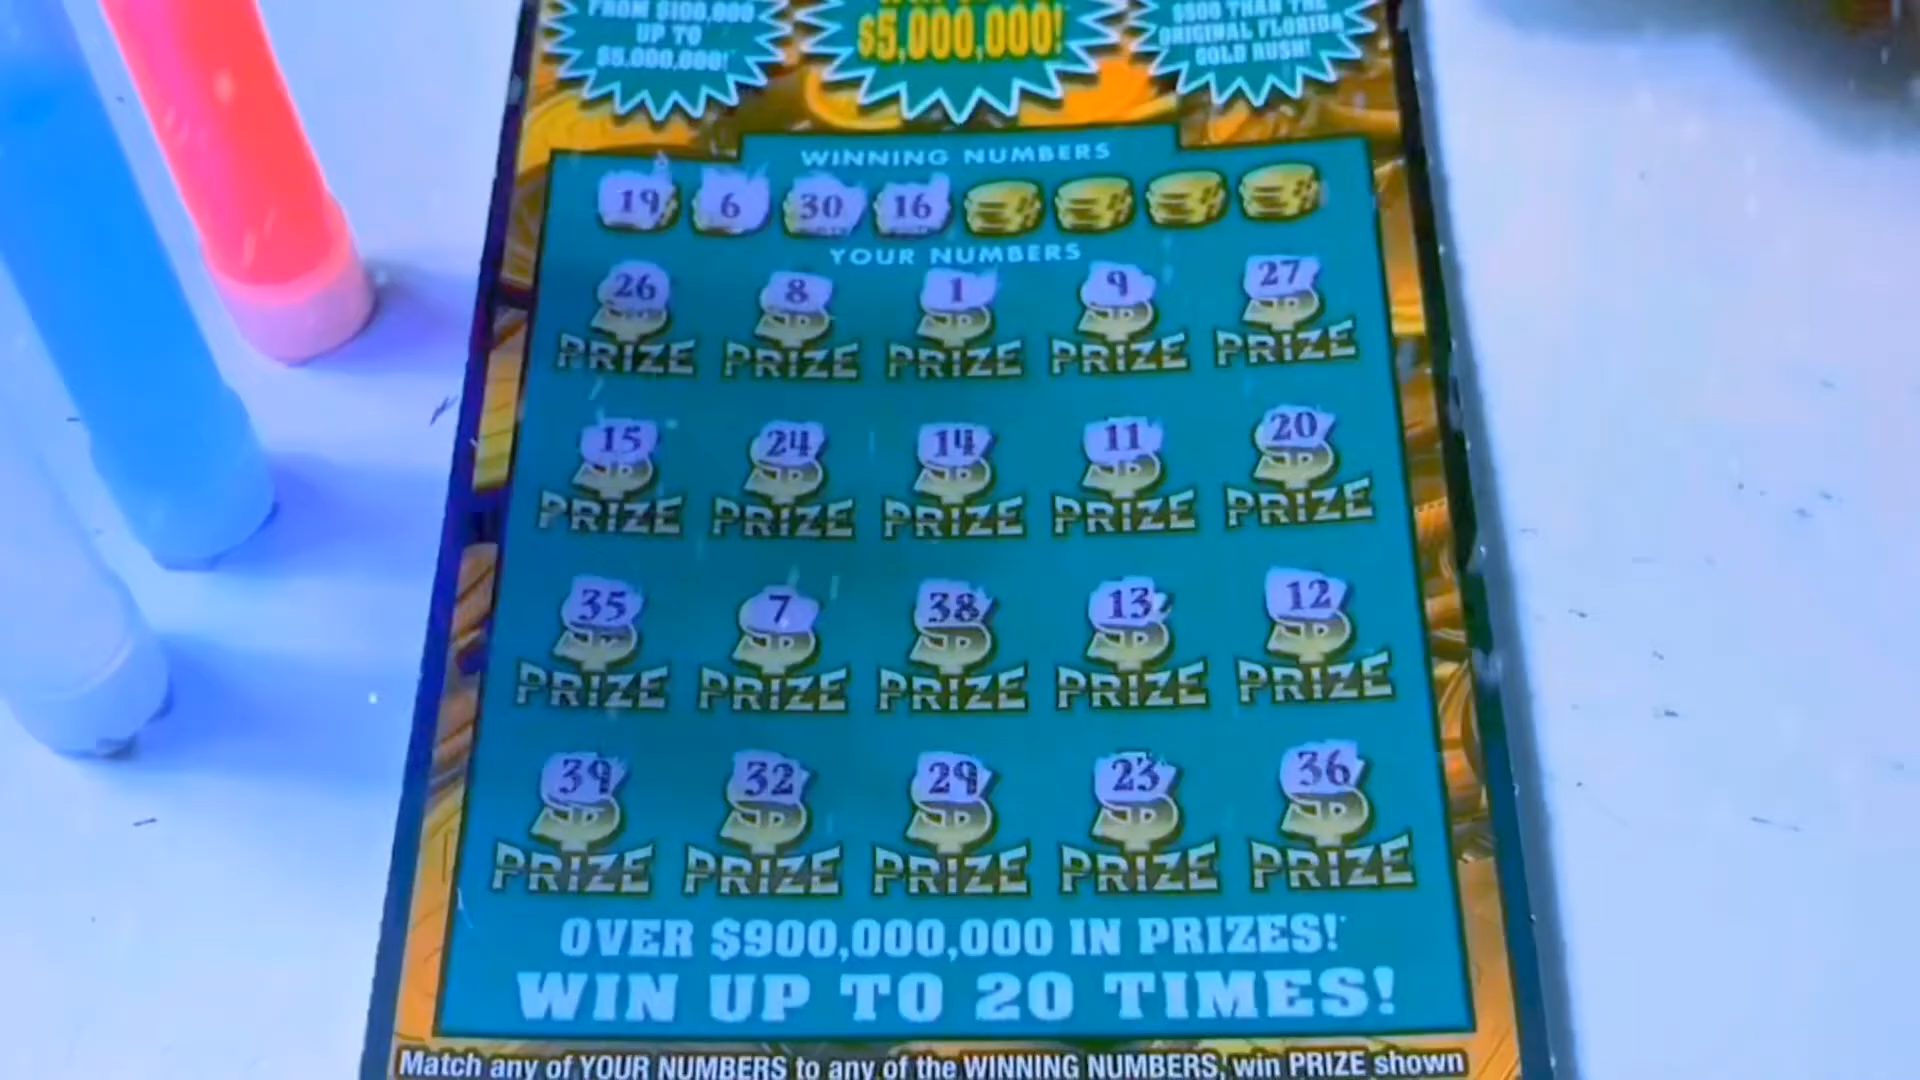 FROM $100,000
UP TO
$5,000,000!
$5,000,000!
$500 THAN THE
ORIGINAL FLORIDA
GOLD RUSH!
WINNING NUMBERS
19 6 30 16
YOUR NUMBERS
26 8 1 9 27
PRIZE PRIZE PRIZE PRIZE PRIZE
15 24 14 11 20
PRIZE PRIZE PRIZE PRIZE PRIZE
35 7 38 13 12
PRIZE PRIZE PRIZE PRIZE PRIZE
39 32 29 23 36
PRIZE PRIZE PRIZE PRIZE PRIZE
OVER $900,000,000 IN PRIZES!
WIN UP TO 20 TIMES!
Match any of YOUR NUMBERS to any of the WINNING NUMBERS, win PRIZE shown